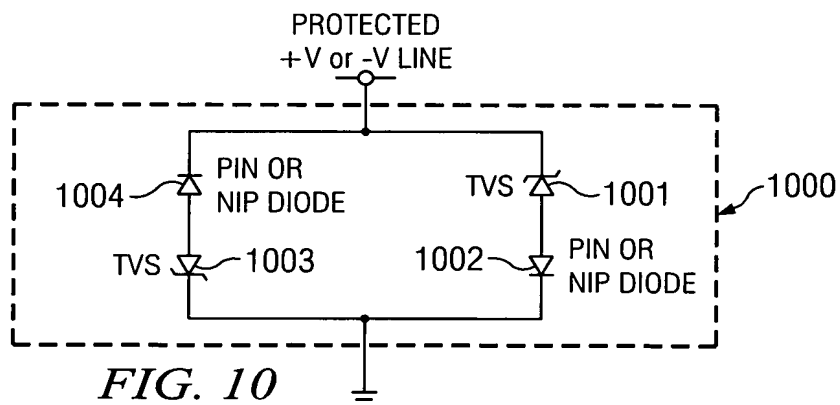 PROTECTED
+V or -V LINE
1004
PIN OR
NIP DIODE
TVS
1001
1000
TVS
1003
1002
PIN OR
NIP DIODE
FIG. 10